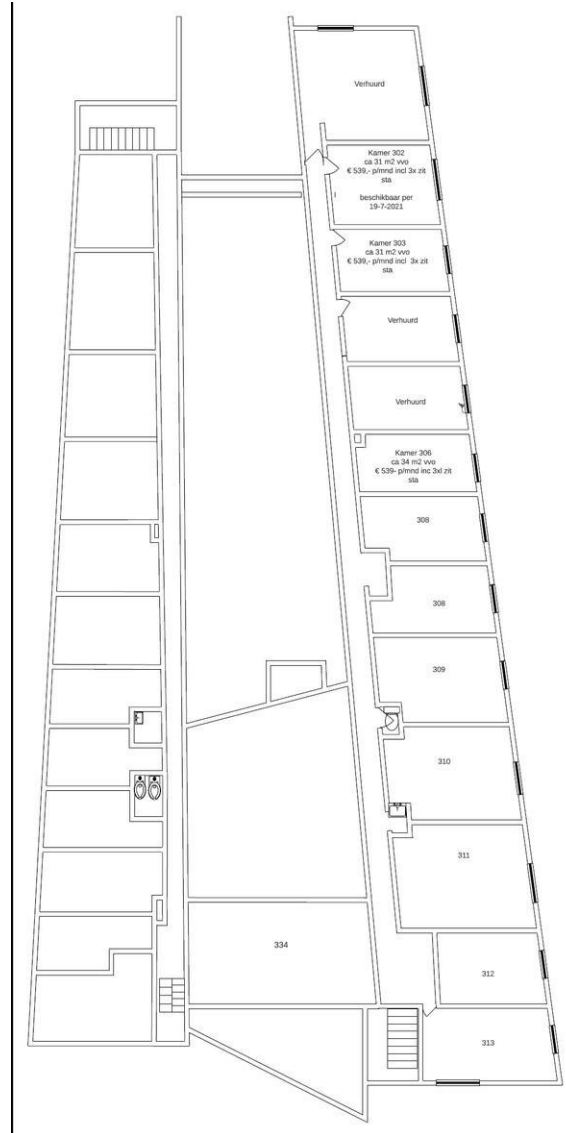 Verhuurd
Kamer 302
ca 31 m2 vvo
€ 539,- p/mnd incl 3x zit
sta
beschikbaar per
19-7-2021
Kamer 303
ca 31 m2 vvo
€ 539,- p/mnd incl 3x zit
sta
Verhuurd
Verhuurd
Kamer 306
ca 34 m2 vvo
€ 539- p/mnd inc 3xl zit
sta
308
308
309
310
311
334
312
313